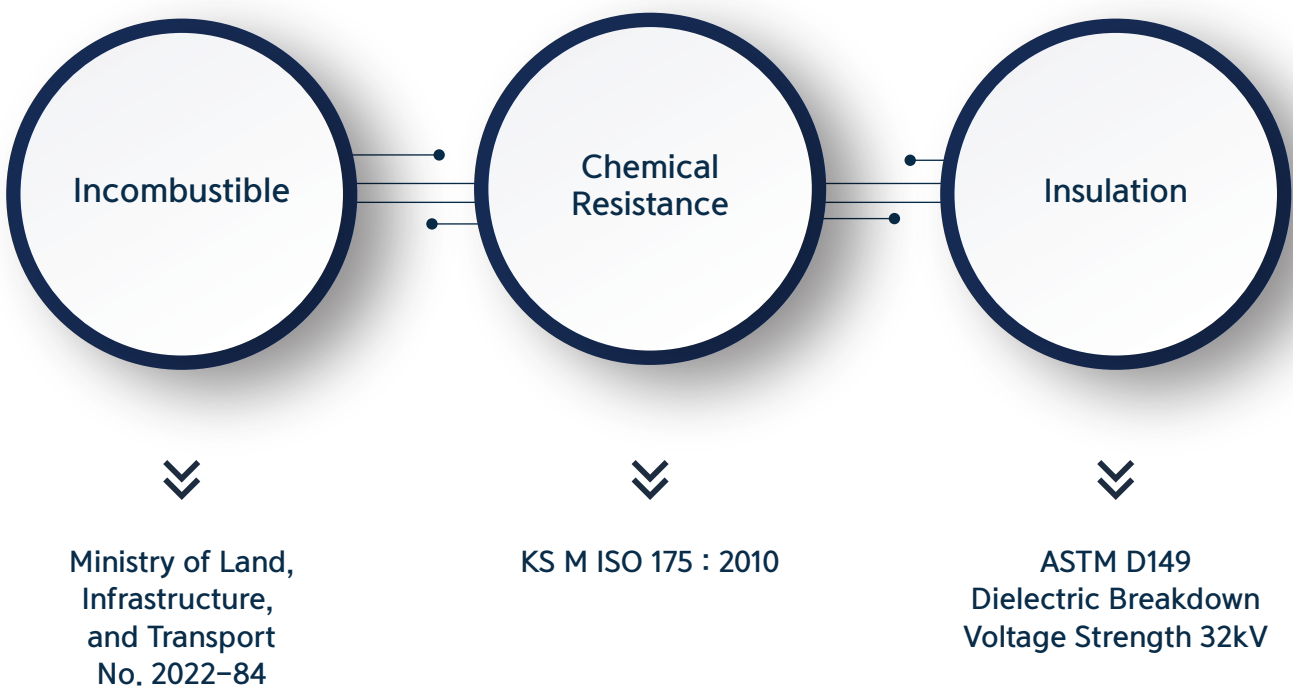 Incombustible
Chemical
Resistance
Insulation
Ministry of Land,
Infrastructure,
and Transport
No. 2022-84
KS M ISO 175 : 2010
ASTM D149
Dielectric Breakdown
Voltage Strength 32kV